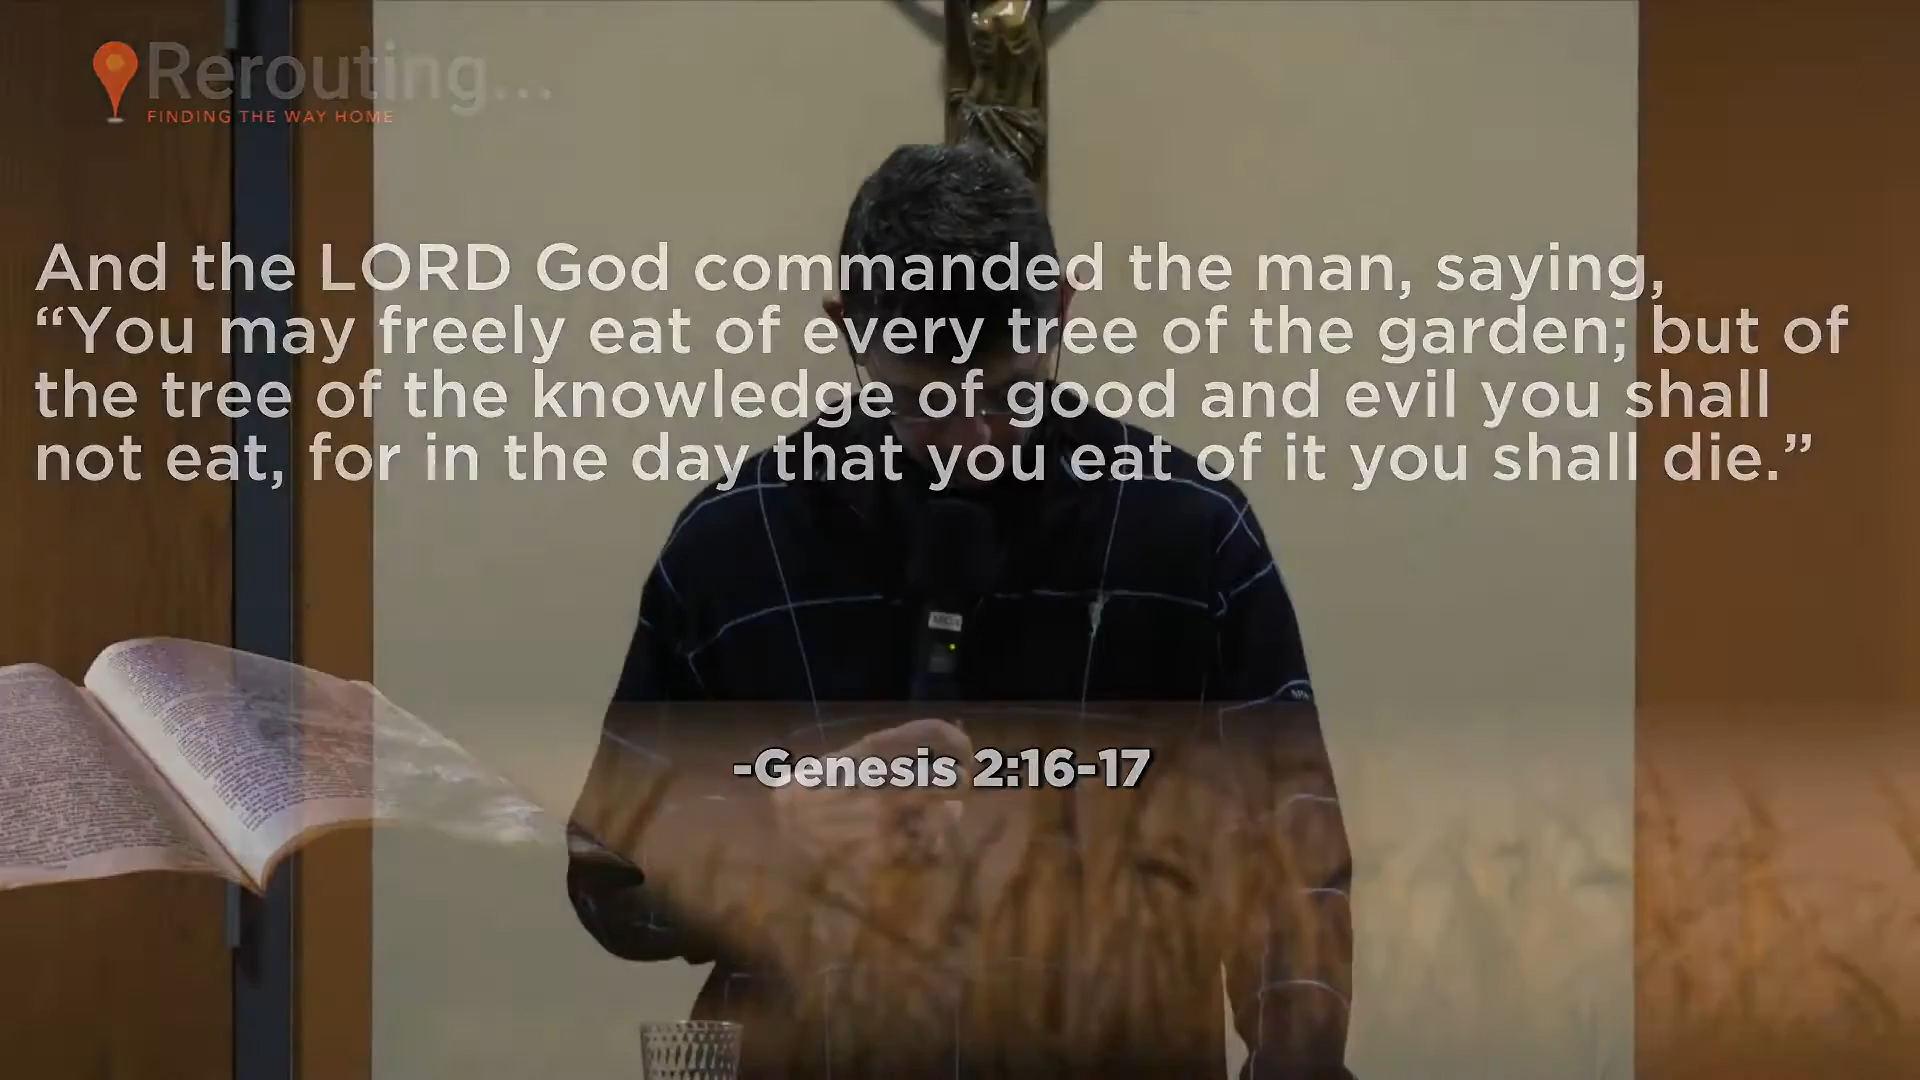 Rerouting...
FINDING THE WAY HOME
And the LORD God commanded the man, saying,
“You may freely eat of every tree of the garden; but of
the tree of the knowledge of good and evil you shall
not eat, for in the day that you eat of it you shall die.”
-Genesis 2:16-17